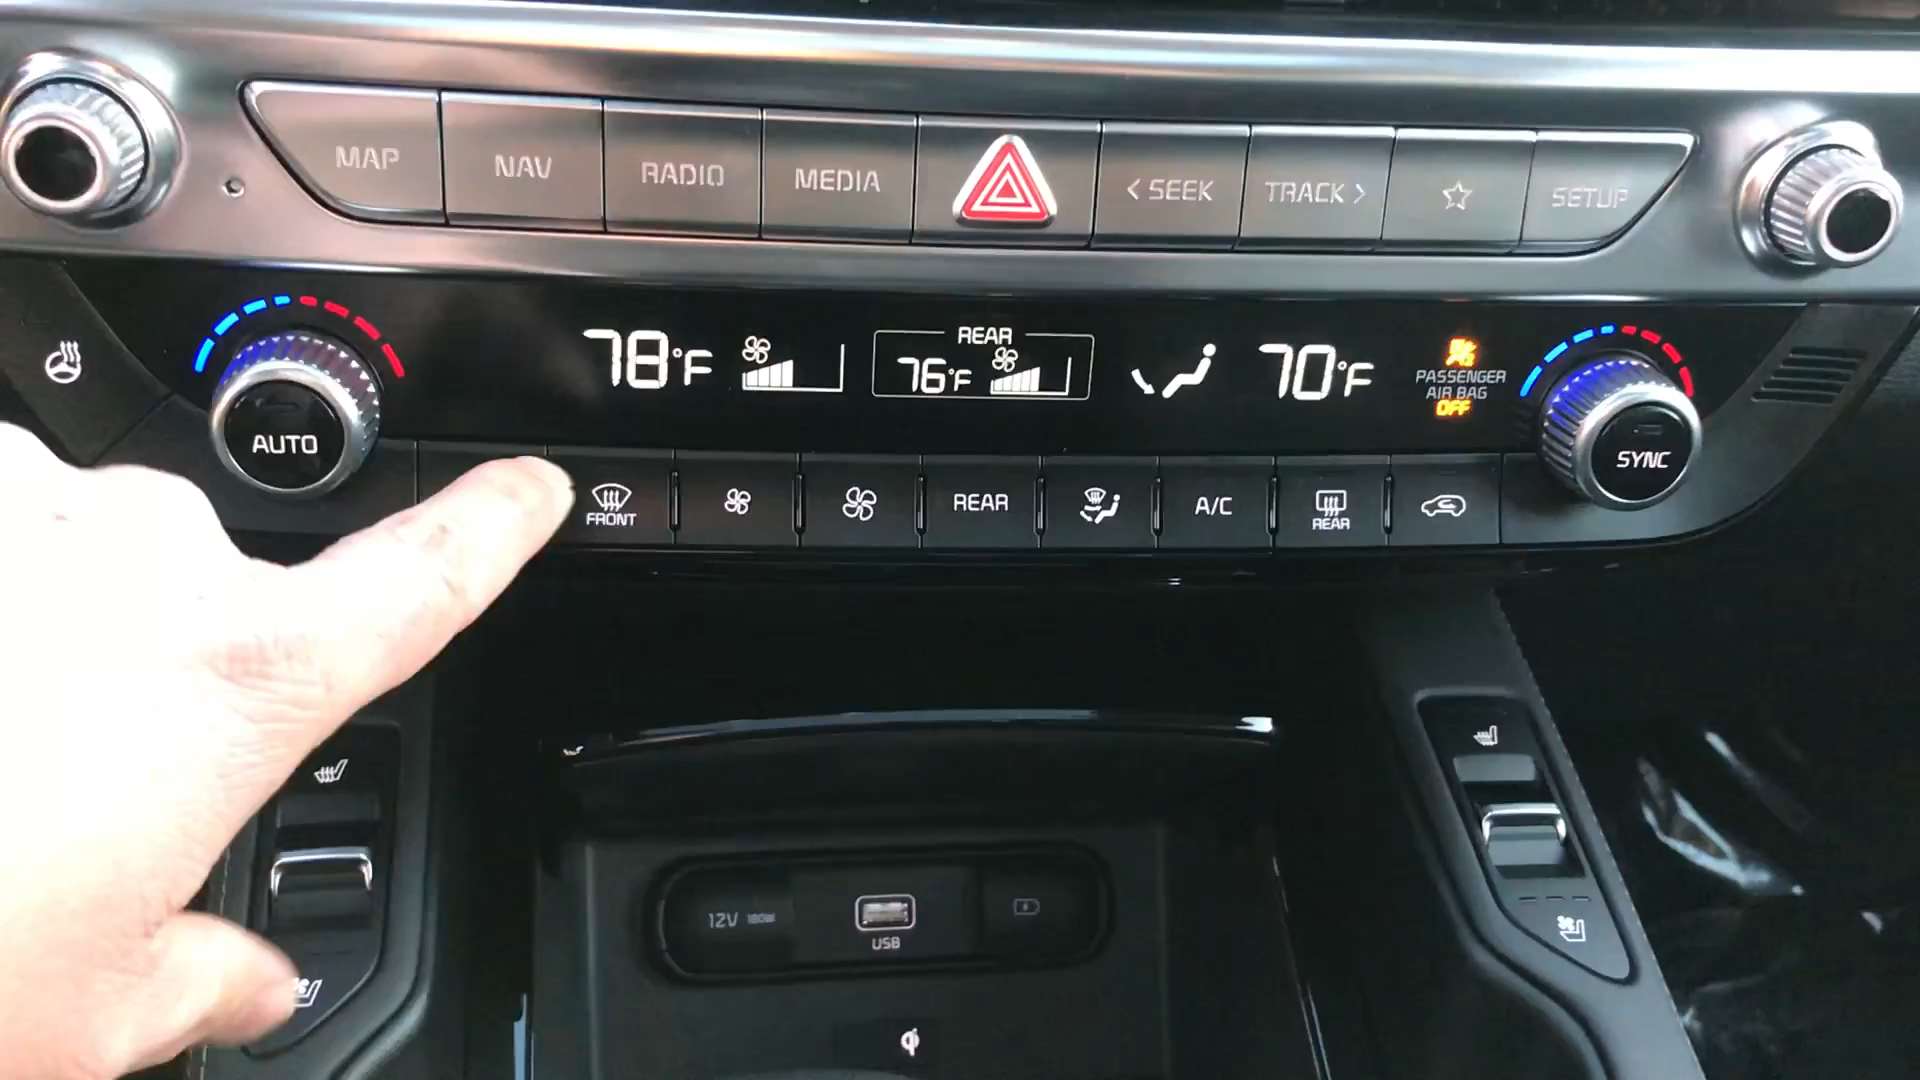 MAP
NAV
RADIO
MEDIA
< SEEK
TRACK >
SETUP
78°F
REAR
76°F
70°F
PASSENGER
AIR BAG
OFF
AUTO
FRONT
REAR
A/C
REAR
SYNC
12V 180W
USB